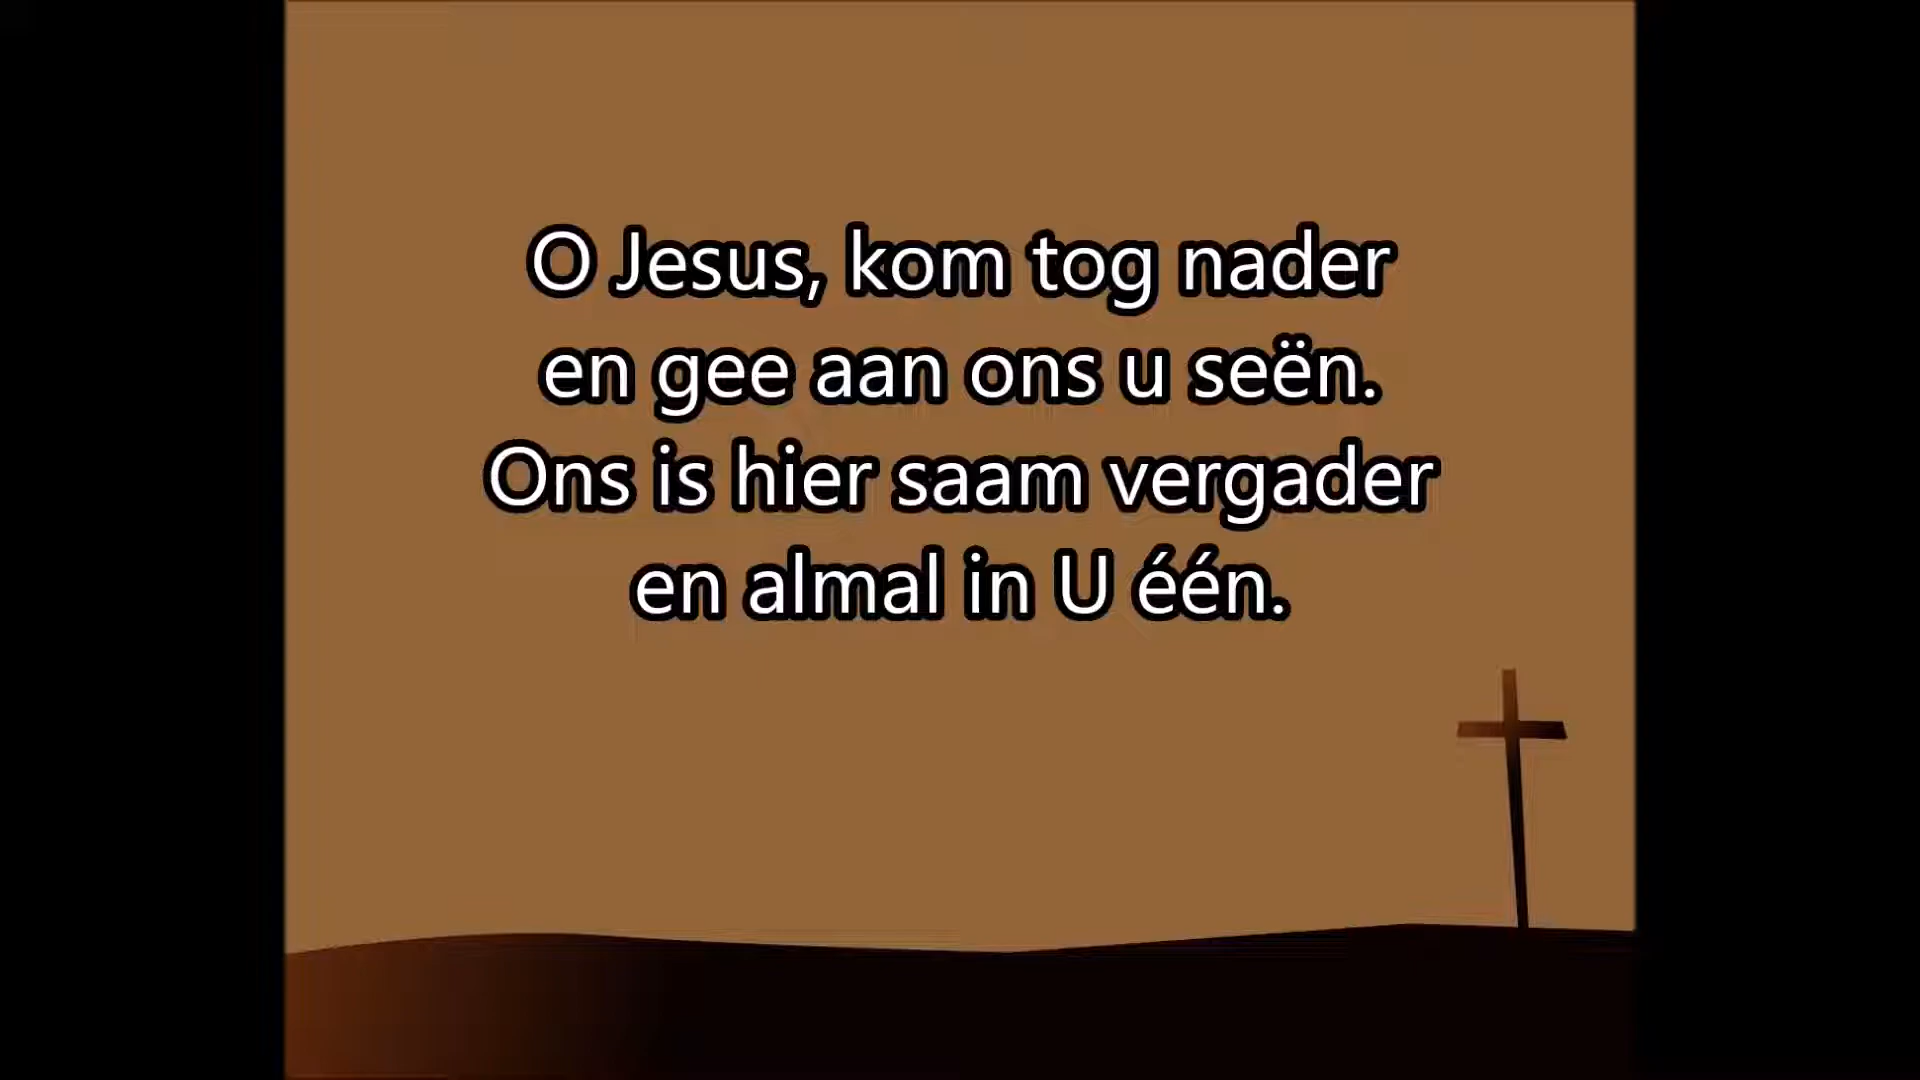 O Jesus, kom tog nader
en gee aan ons u seën.
Ons is hier saam vergader
en almal in U één.